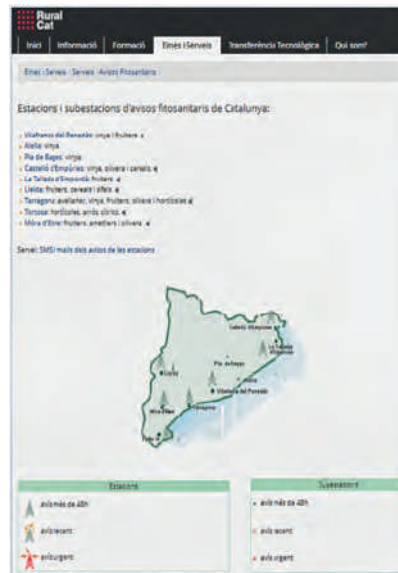 Rural
Cat
Inici Informació Formació Eines i Serveis Transferència Tecnològica Qui som?
Eines i Serveis Serveis Avisos Fitosanitaris
Estacions i subestacions d'avisos fitosanitaris de Catalunya:
Vilafranca del Penedès: vinya i fruiters
Alella: vinya
Pla de Bages: vinya
Castelló d'Empúries: vinya, olivera i cereals
La Tallada d'Empordà: fruiters
Lleida: fruiters, cereals i
Tarragona: avellaner, vinya, fruiters, olivera i hortícoles
Tortosa: hortícoles, arròs cítrics
Móra d'Ebre: fruiters, ametllers i olivera
Servei: SMS i mails dels avisos de les estacions
Castelló d'Empúries
La Tallada
d'Empordà
Pla de Bages
Lleida
Alella
Vilafranca del Penedès
Móra d'Ebre
Tarragona
Tortosa
Estacions Subestacions
avís més de 48h avís més de 48h
avís recent avís recent
avís urgent avís urgent